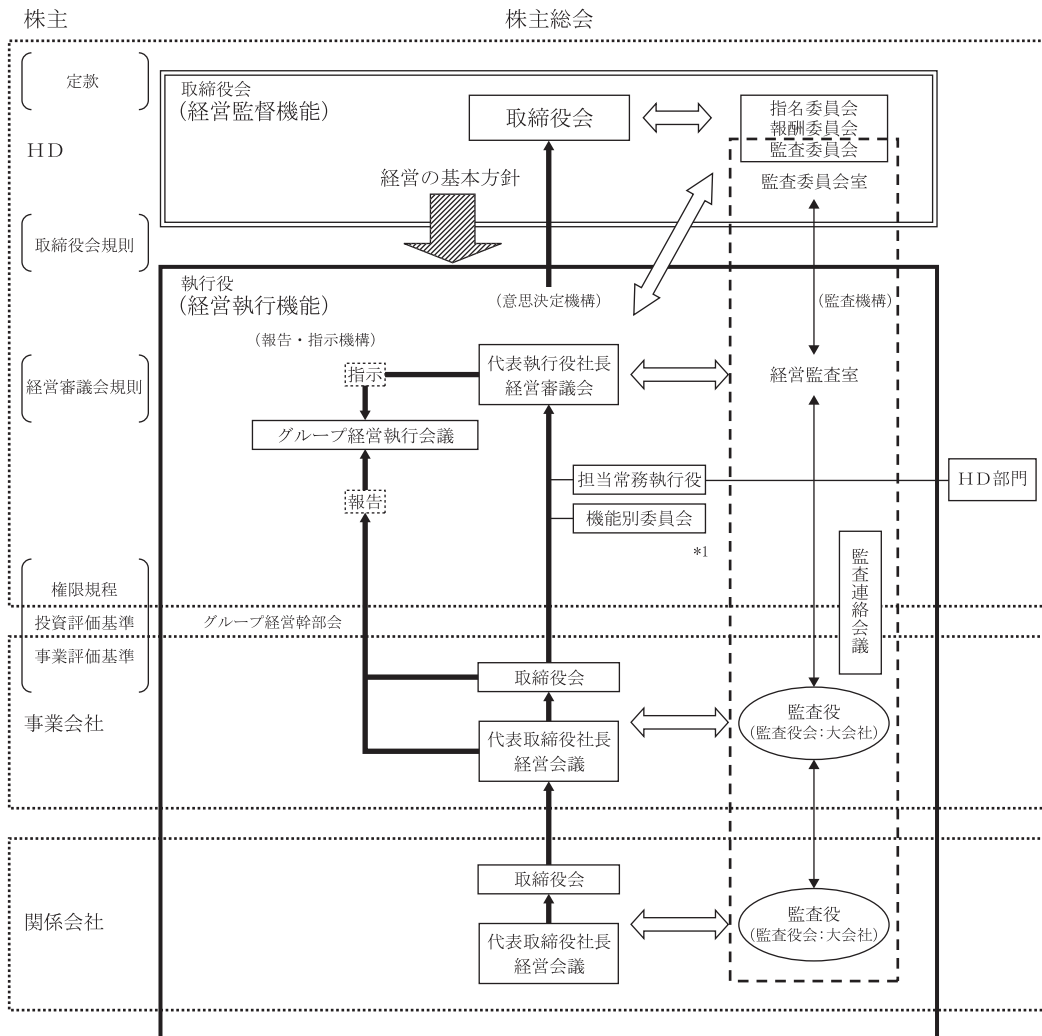 株主
株主総会
定款
取締役会
(経営監督機能)
取締役会
指名委員会
報酬委員会
監査委員会
HD
経営の基本方針
監査委員会室
取締役会規則
執行役
(経営執行機能)
(意思決定機構)
(監査機構)
(報告・指示機構)
経営審議会規則
指示
代表執行役社長
経営審議会
経営監査室
グループ経営執行会議
担当常務執行役
HD部門
報告
機能別委員会
*1
監査連絡会議
権限規程
投資評価基準
事業評価基準
グループ経営幹部会
取締役会
事業会社
代表取締役社長
経営会議
監査役
(監査役会:大会社)
取締役会
関係会社
代表取締役社長
経営会議
監査役
(監査役会:大会社)